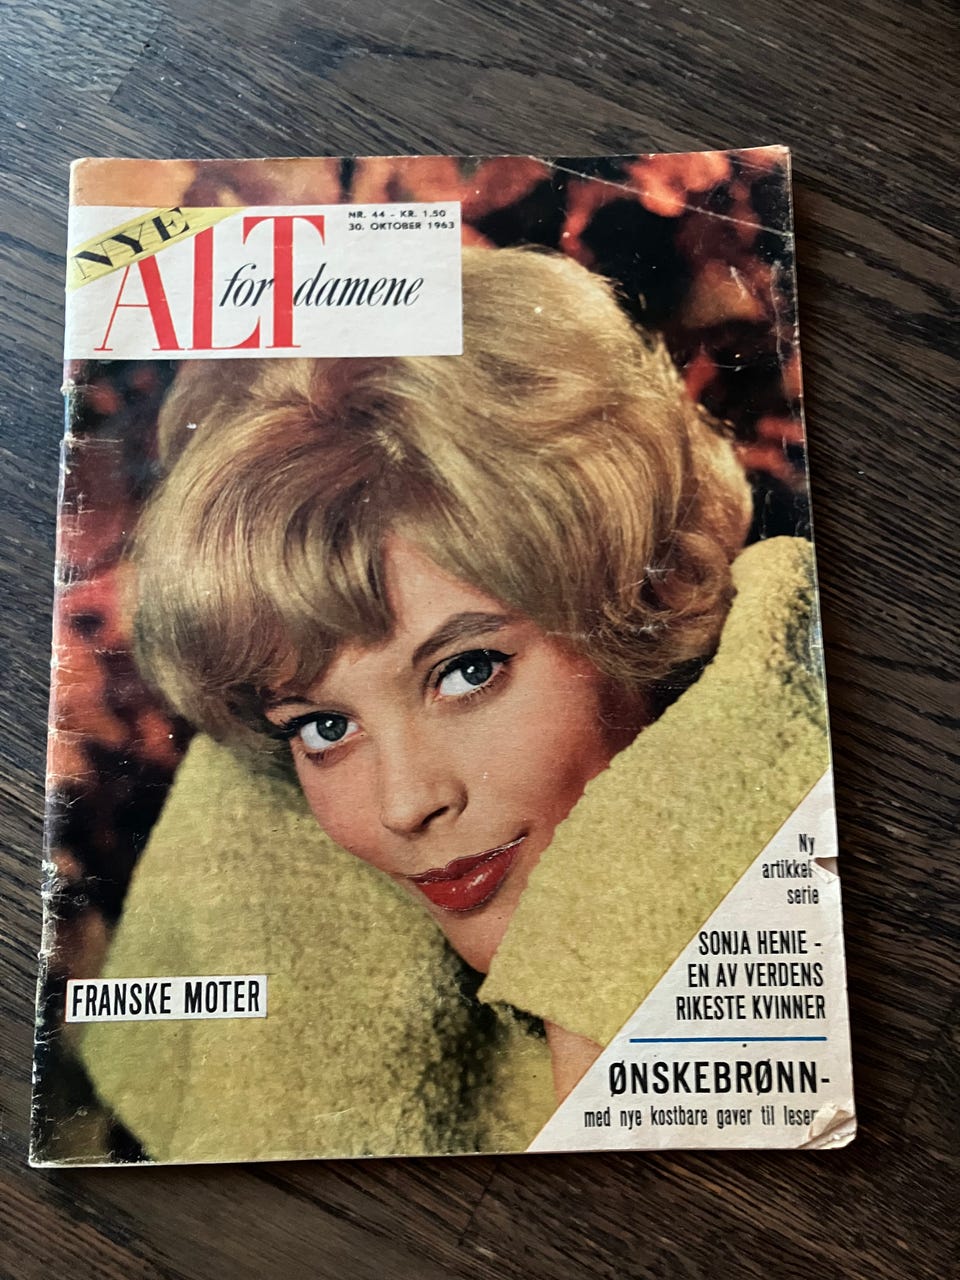 NYE
ALT for damene
NR. 44 - KR. 1.50
30. OKTOBER 1963
Ny
artikkel
serie
SONJA HENIE -
EN AV VERDENS
RIKESTE KVINNER
FRANSKE MOTER
ØNSKEBRØNN-
med nye kostbare gaver til